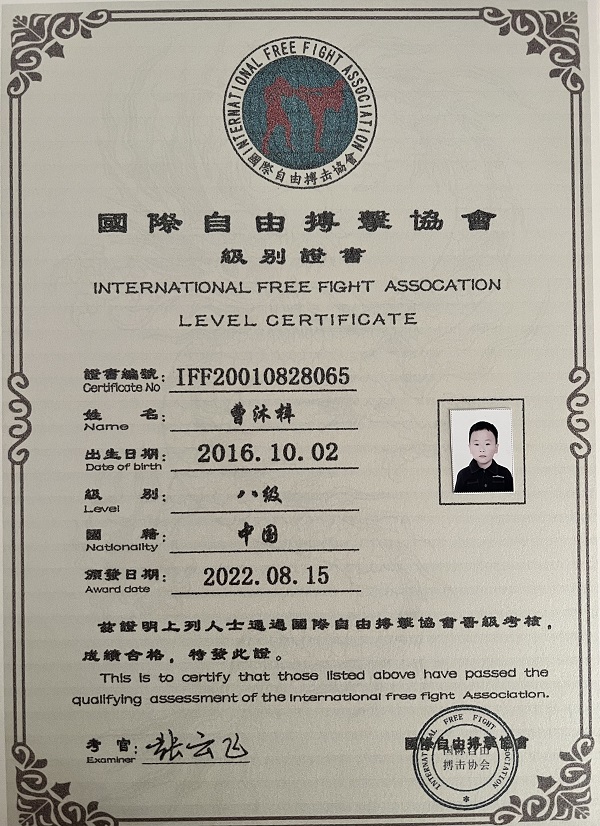 INTERNATIONAL FREE FIGHT ASSOCIATION
國際自由搏击協會
國際自由搏擊協會
級別證書
INTERNATIONAL FREE FIGHT ASSOCATION
LEVEL CERTIFICATE
證書編號: IFF20010828065
Certificate No
姓 名: 曹沐梓
Name
出生日期: 2016.10.02
Date of birth
級 別: 八级
Level
國 籍: 中国
Nationality
頒發日期: 2022.08.15
Award date
兹證明上列人士通過國際自由搏擊協會晋級考核，
成績合格，特發此證。
This is to certify that those listed above have passed the
qualifying assessment of the International free fight Association.
考 官: 张云飞
Examiner
國際自由搏擊協會
INTERNATIONAL FREE FIGHT ASSOCIATION
国际自由
搏击协会